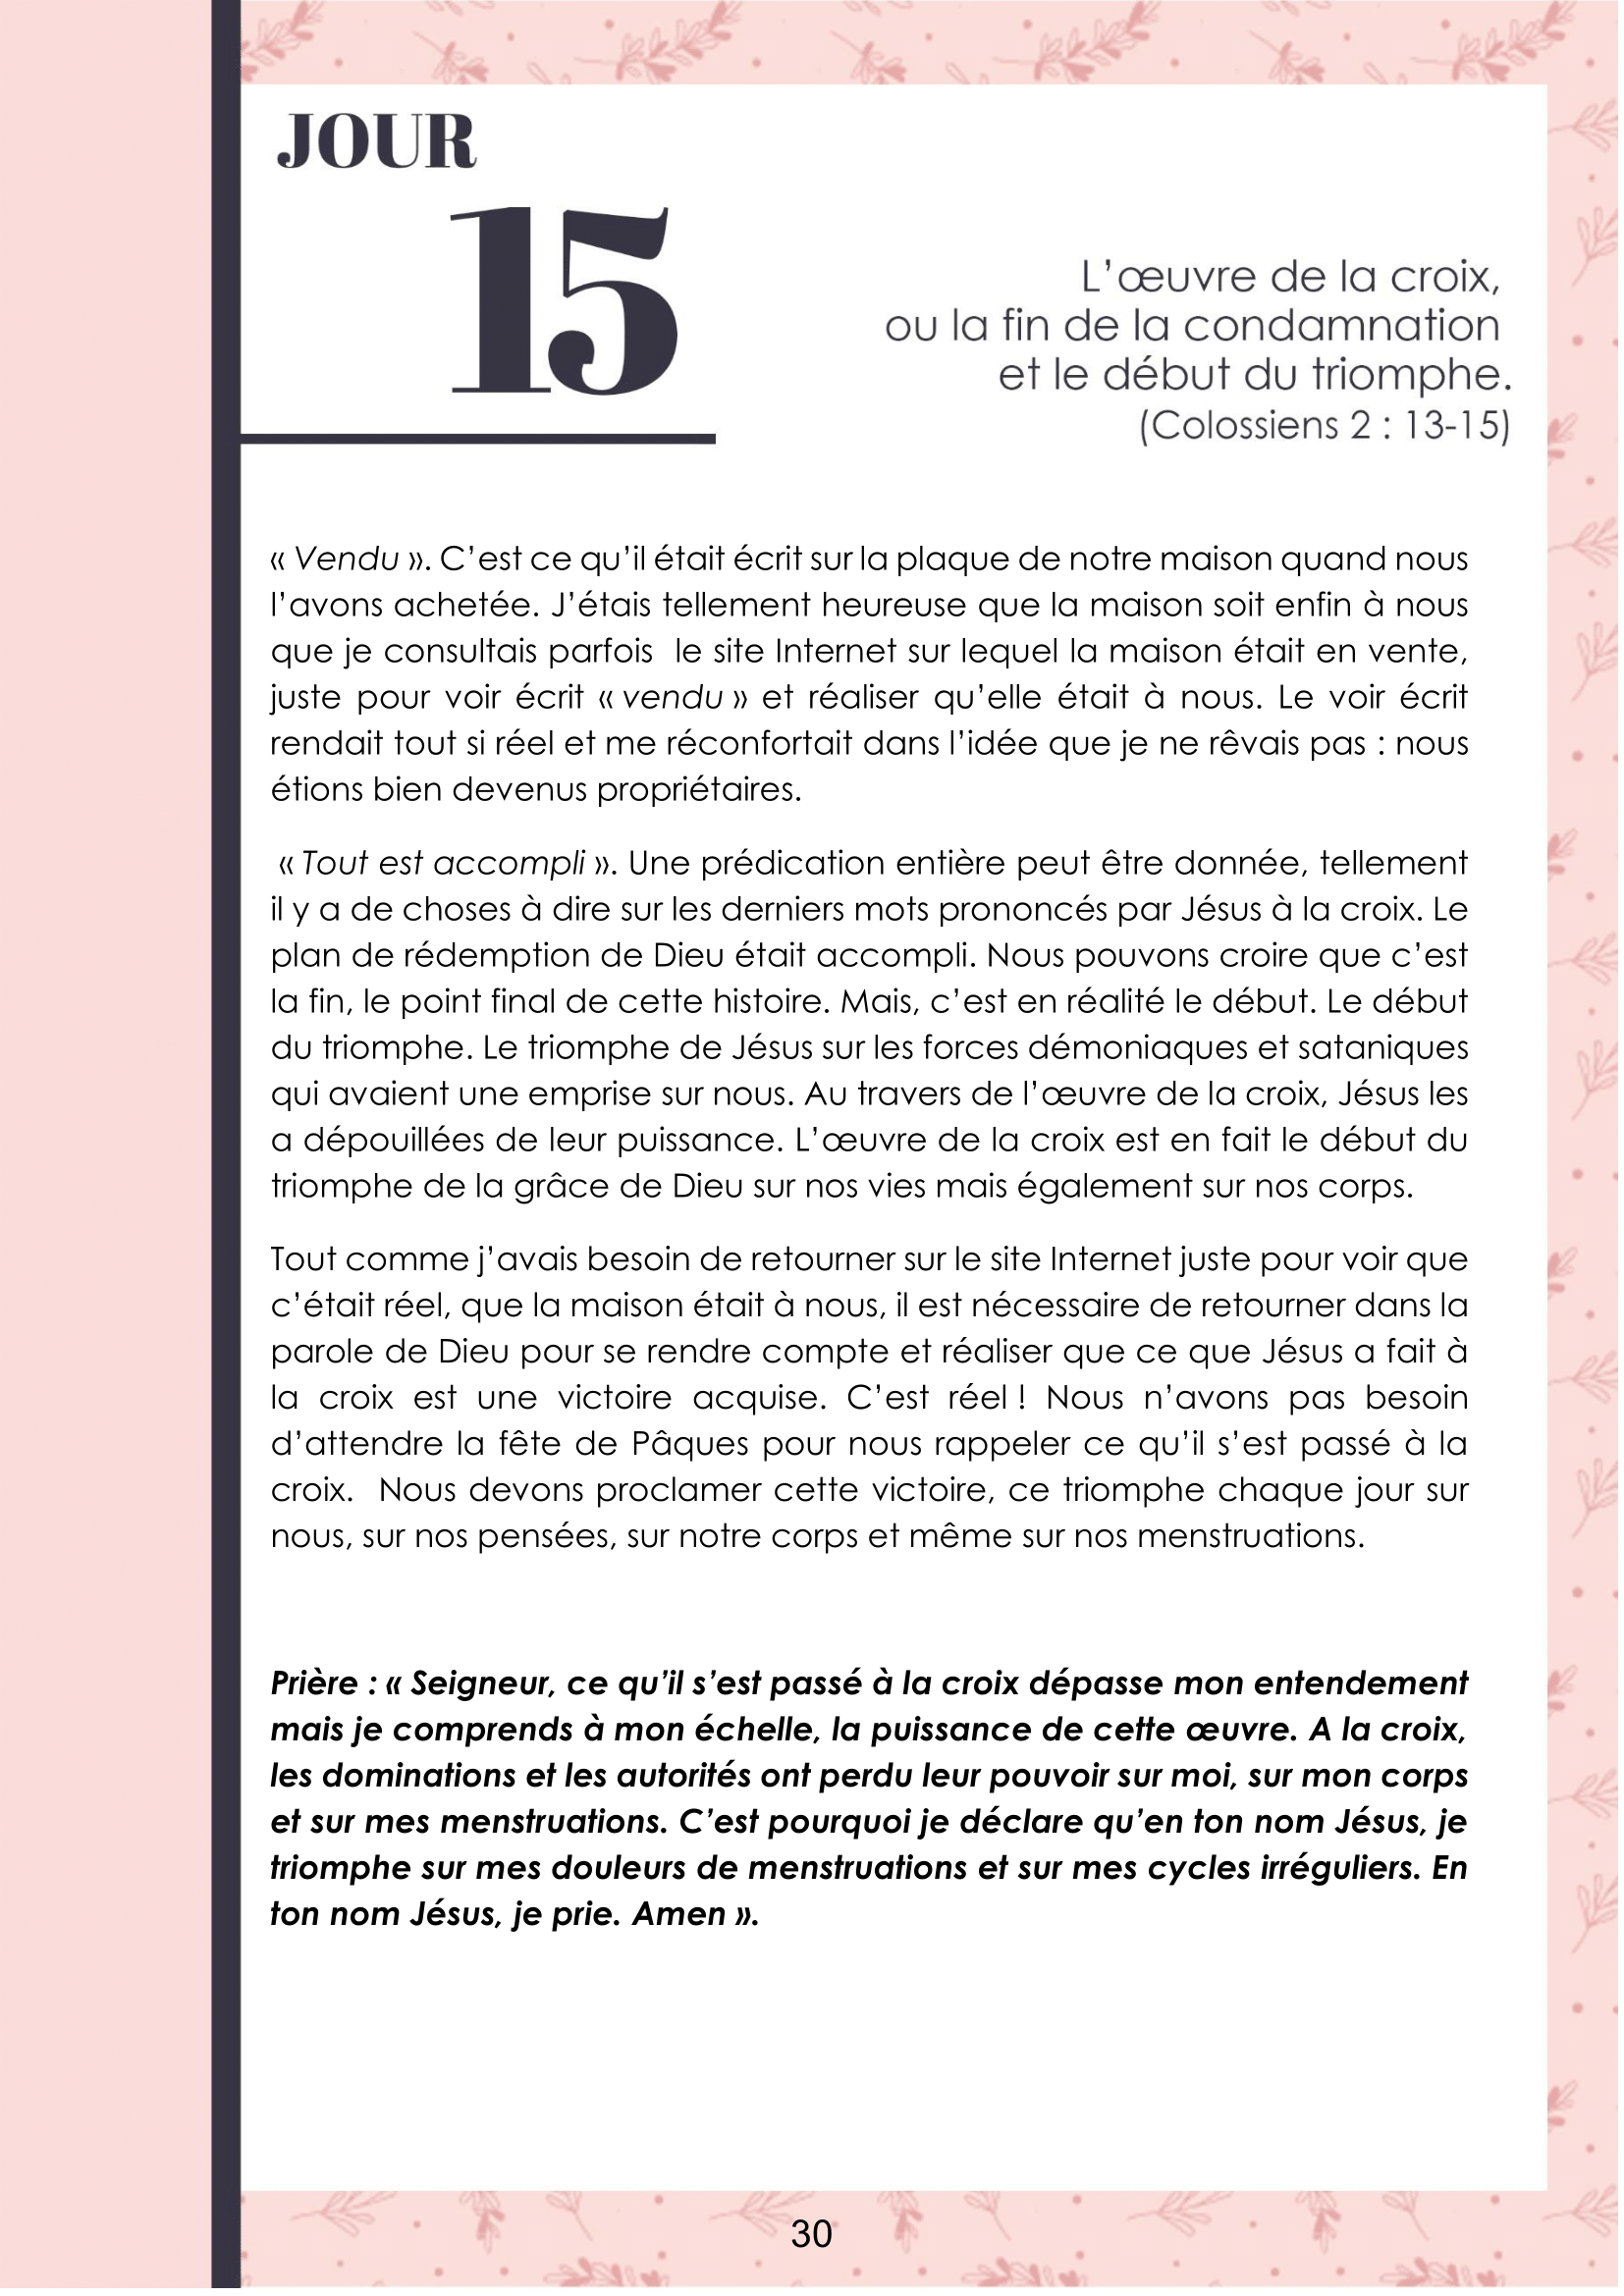 JOUR
15
L’œuvre de la croix,
ou la fin de la condamnation
et le début du triomphe.
(Colossiens 2 : 13-15)
« Vendu ». C’est ce qu’il était écrit sur la plaque de notre maison quand nous
l’avons achetée. J’étais tellement heureuse que la maison soit enfin à nous
que je consultais parfois  le site Internet sur lequel la maison était en vente,
juste pour voir écrit « vendu » et réaliser qu’elle était à nous. Le voir écrit
rendait tout si réel et me réconfortait dans l’idée que je ne rêvais pas : nous
étions bien devenus propriétaires.
« Tout est accompli ». Une prédication entière peut être donnée, tellement
il y a de choses à dire sur les derniers mots prononcés par Jésus à la croix. Le
plan de rédemption de Dieu était accompli. Nous pouvons croire que c’est
la fin, le point final de cette histoire. Mais, c’est en réalité le début. Le début
du triomphe. Le triomphe de Jésus sur les forces démoniaques et sataniques
qui avaient une emprise sur nous. Au travers de l’œuvre de la croix, Jésus les
a dépouillées de leur puissance. L’œuvre de la croix est en fait le début du
triomphe de la grâce de Dieu sur nos vies mais également sur nos corps.
Tout comme j’avais besoin de retourner sur le site Internet juste pour voir que
c’était réel, que la maison était à nous, il est nécessaire de retourner dans la
parole de Dieu pour se rendre compte et réaliser que ce que Jésus a fait à
la croix est une victoire acquise. C’est réel ! Nous n’avons pas besoin
d’attendre la fête de Pâques pour nous rappeler ce qu’il s’est passé à la
croix.  Nous devons proclamer cette victoire, ce triomphe chaque jour sur
nous, sur nos pensées, sur notre corps et même sur nos menstruations.
Prière : « Seigneur, ce qu’il s’est passé à la croix dépasse mon entendement
mais je comprends à mon échelle, la puissance de cette œuvre. A la croix,
les dominations et les autorités ont perdu leur pouvoir sur moi, sur mon corps
et sur mes menstruations. C’est pourquoi je déclare qu’en ton nom Jésus, je
triomphe sur mes douleurs de menstruations et sur mes cycles irréguliers. En
ton nom Jésus, je prie. Amen ».
30